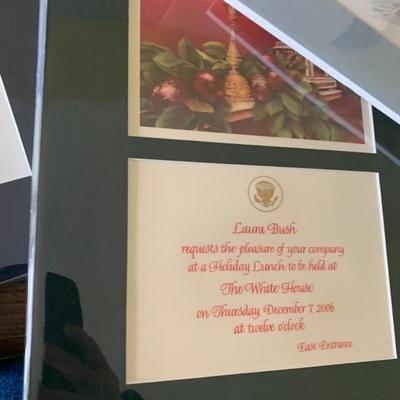 Laura Bush
requests the pleasure of your company
at a Holiday Lunch to be held at
The White House
on Thursday, December 7, 2006
at twelve o'clock
East Entrance